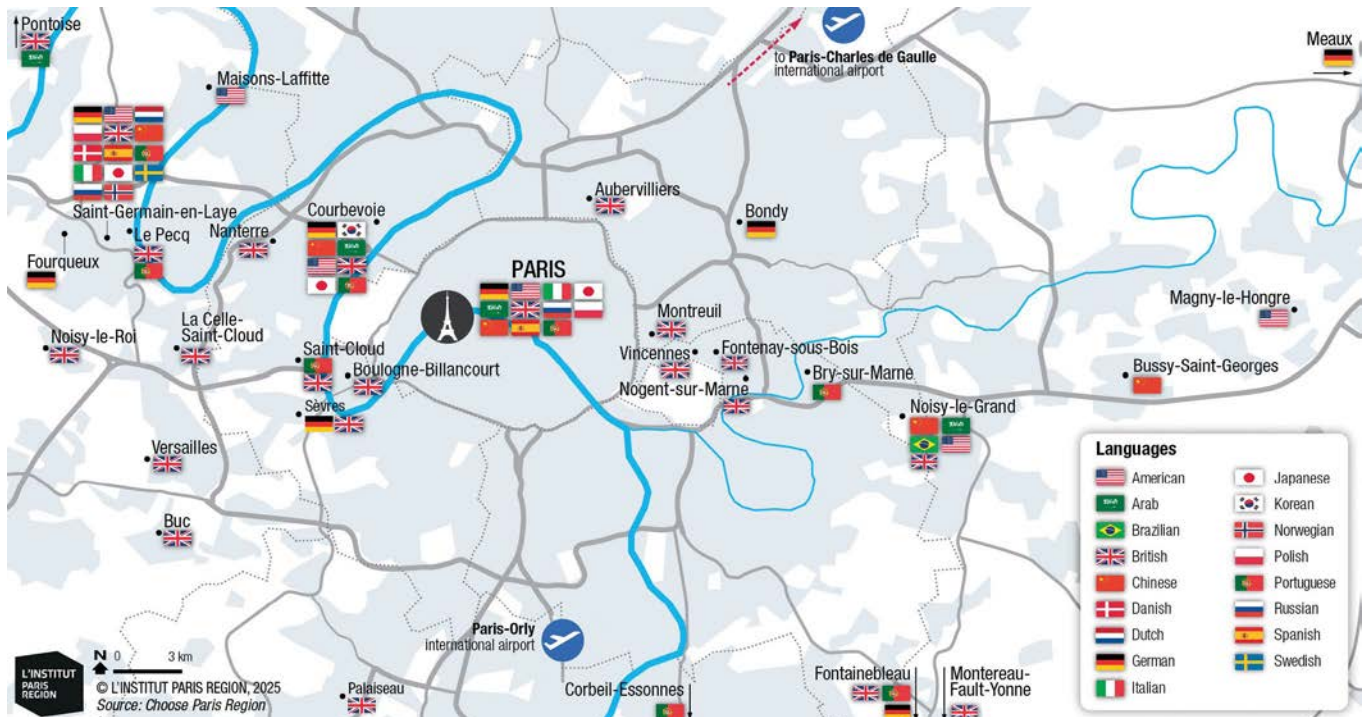 Pontoise
to Paris-Charles de Gaulle
international airport
Meaux
Maisons-Laffitte
Aubervilliers
Saint-Germain-en-Laye
Courbevoie
Bondy
Le Pecq
Nanterre
Fourqueux
PARIS
Magny-le-Hongre
Montreuil
Noisy-le-Roi
La Celle-
Saint-Cloud
Saint-Cloud
Vincennes
Fontenay-sous-Bois
Boulogne-Billancourt
Bry-sur-Marne
Bussy-Saint-Georges
Nogent-sur-Marne
Sèvres
Noisy-le-Grand
Versailles
Buc
Languages
American
Arab
Brazilian
British
Chinese
Danish
Dutch
German
Italian
Japanese
Korean
Norwegian
Polish
Portuguese
Russian
Spanish
Swedish
Paris-Orly
international airport
N 0 3 km
L'INSTITUT
PARIS
REGION
© L'INSTITUT PARIS REGION, 2025
Source: Choose Paris Region
Palaiseau
Corbeil-Essonnes
Fontainebleau
Montereau-
Fault-Yonne